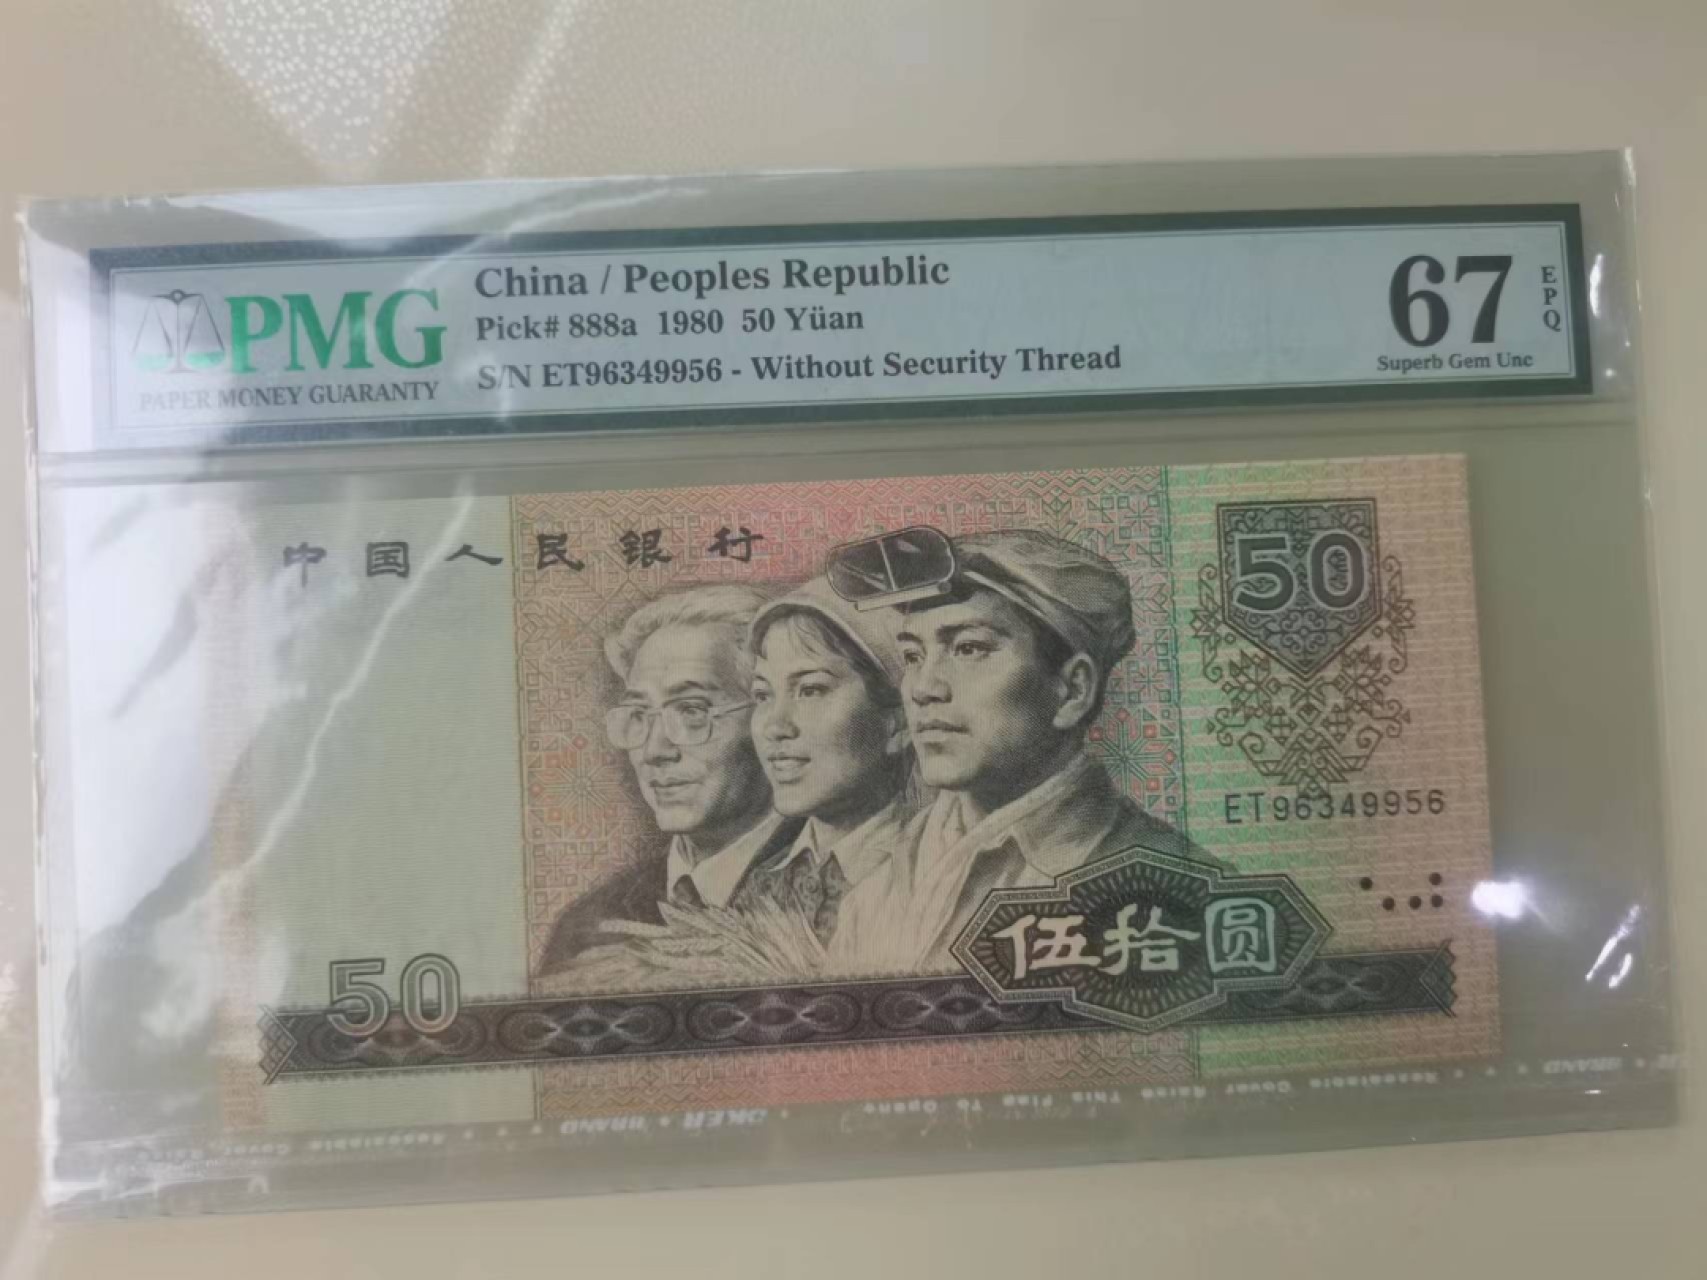 China / Peoples Republic
Pick# 888a 1980 50 Yüan
S/N ET96349956 - Without Security Thread
PMG
PAPER MONEY GUARANTY
67
EPQ
Superb Gem Unc
中国人民银行
50
ET96349956
伍拾圆
50